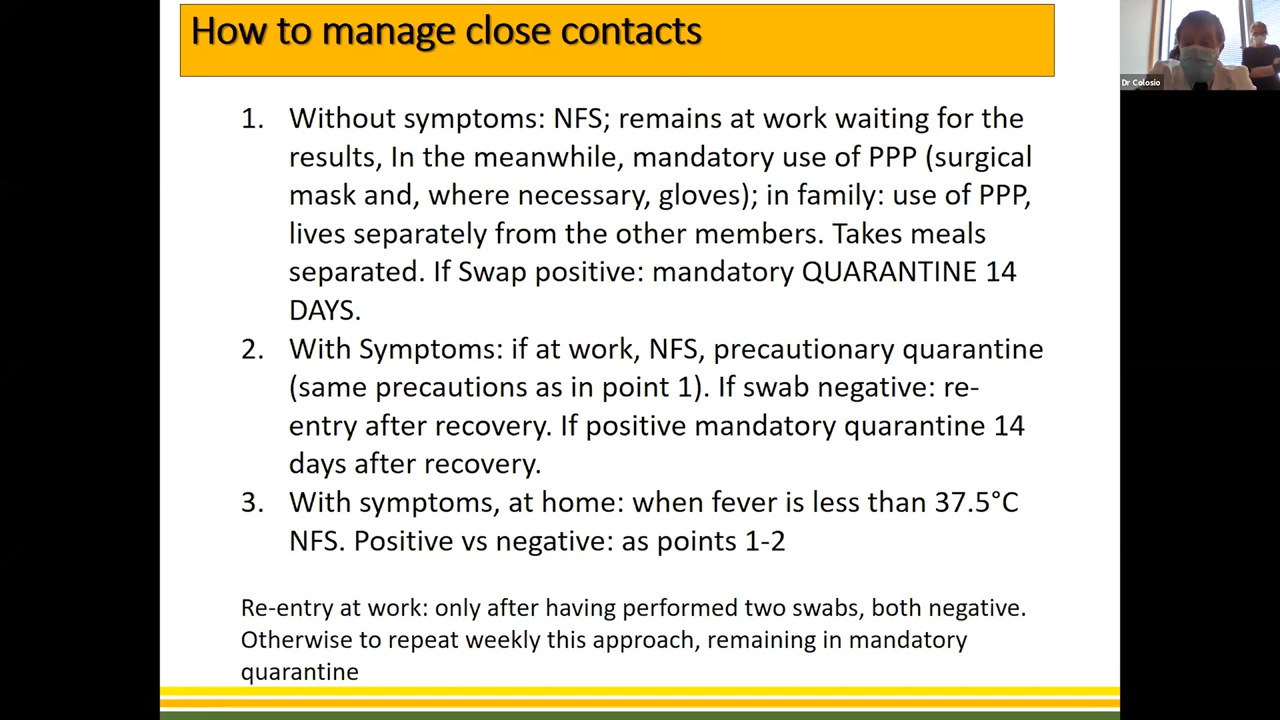 How to manage close contacts
1. Without symptoms: NFS; remains at work waiting for the
results, In the meanwhile, mandatory use of PPP (surgical
mask and, where necessary, gloves); in family: use of PPP,
lives separately from the other members. Takes meals
separated. If Swap positive: mandatory QUARANTINE 14
DAYS.
2. With Symptoms: if at work, NFS, precautionary quarantine
(same precautions as in point 1). If swab negative: re-
entry after recovery. If positive mandatory quarantine 14
days after recovery.
3. With symptoms, at home: when fever is less than 37.5°C
NFS. Positive vs negative: as points 1-2
Re-entry at work: only after having performed two swabs, both negative.
Otherwise to repeat weekly this approach, remaining in mandatory
quarantine
Dr Colosio